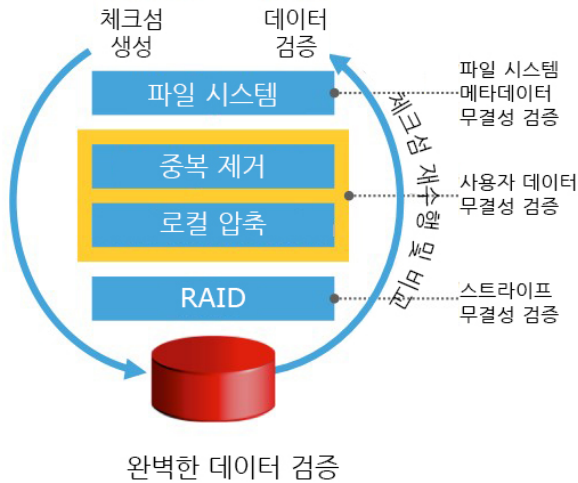 체크섬
생성
데이터
검증
파일 시스템
중복 제거
로컬 압축
RAID
체크섬 재수행 및 비교
파일 시스템
메타데이터
무결성 검증
사용자 데이터
무결성 검증
스트라이프
무결성 검증
완벽한 데이터 검증